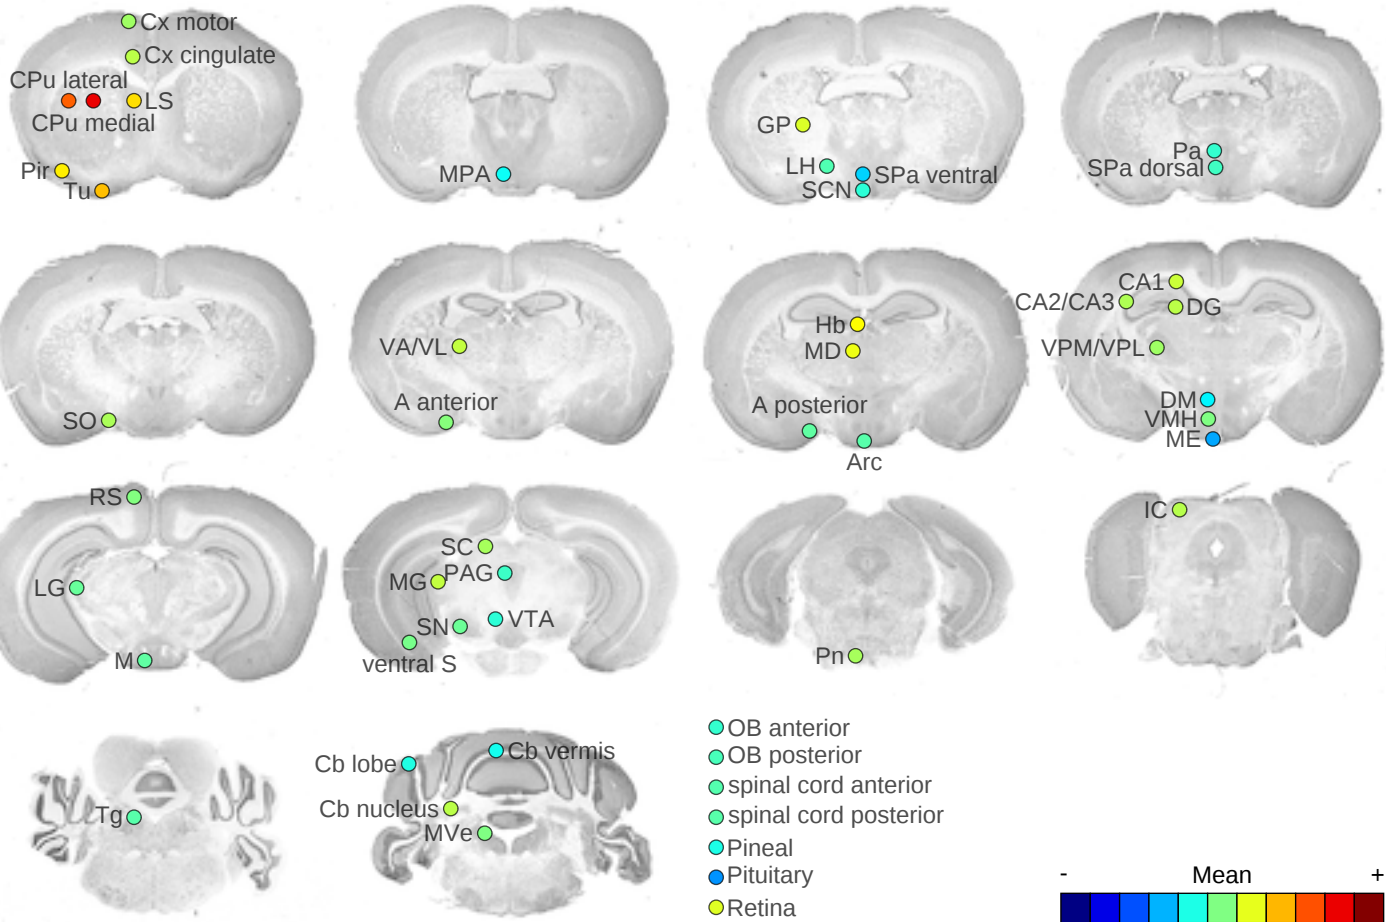 Cx motor
Cx cingulate
CPu lateral
LS
CPu medial
Pir
Tu
MPA
GP
LH
SPa ventral
SCN
Pa
SPa dorsal
SO
VA/VL
A anterior
Hb
MD
A posterior
Arc
CA1
CA2/CA3
DG
VPM/VPL
DM
VMH
ME
RS
LG
M
SC
PAG
MG
VTA
SN
ventral S
Pn
IC
Tg
Cb lobe
Cb vermis
Cb nucleus
MVe
OB anterior
OB posterior
spinal cord anterior
spinal cord posterior
Pineal
Pituitary
Retina
- Mean +